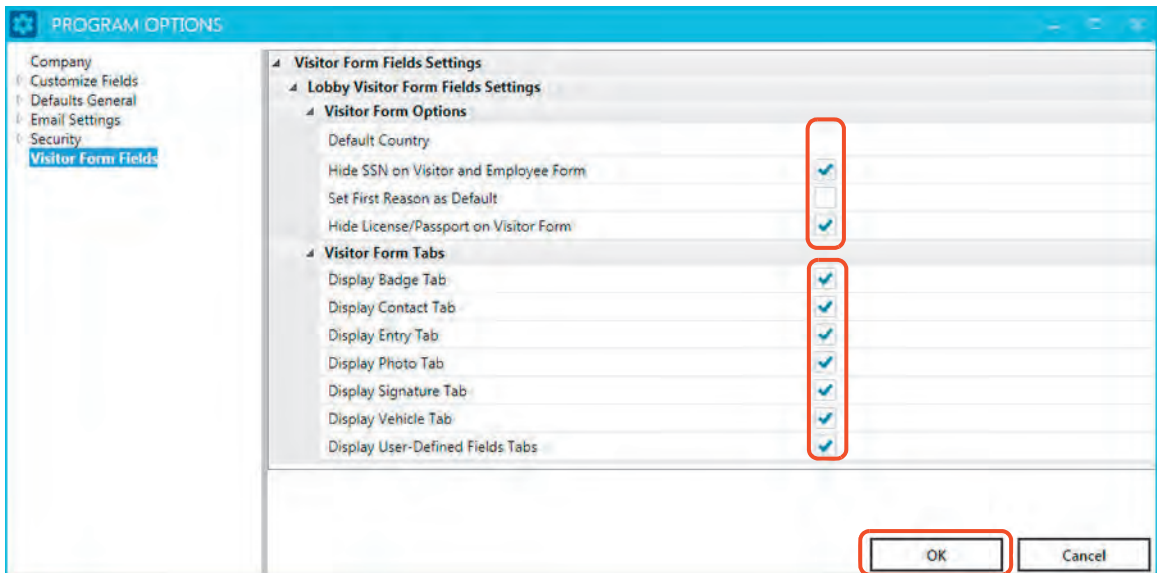 PROGRAM OPTIONS
Company
Customize Fields
Defaults General
Email Settings
Security
Visitor Form Fields
Visitor Form Fields Settings
Lobby Visitor Form Fields Settings
Visitor Form Options
Default Country
Hide SSN on Visitor and Employee Form
Set First Reason as Default
Hide License/Passport on Visitor Form
Visitor Form Tabs
Display Badge Tab
Display Contact Tab
Display Entry Tab
Display Photo Tab
Display Signature Tab
Display Vehicle Tab
Display User-Defined Fields Tabs
OK
Cancel